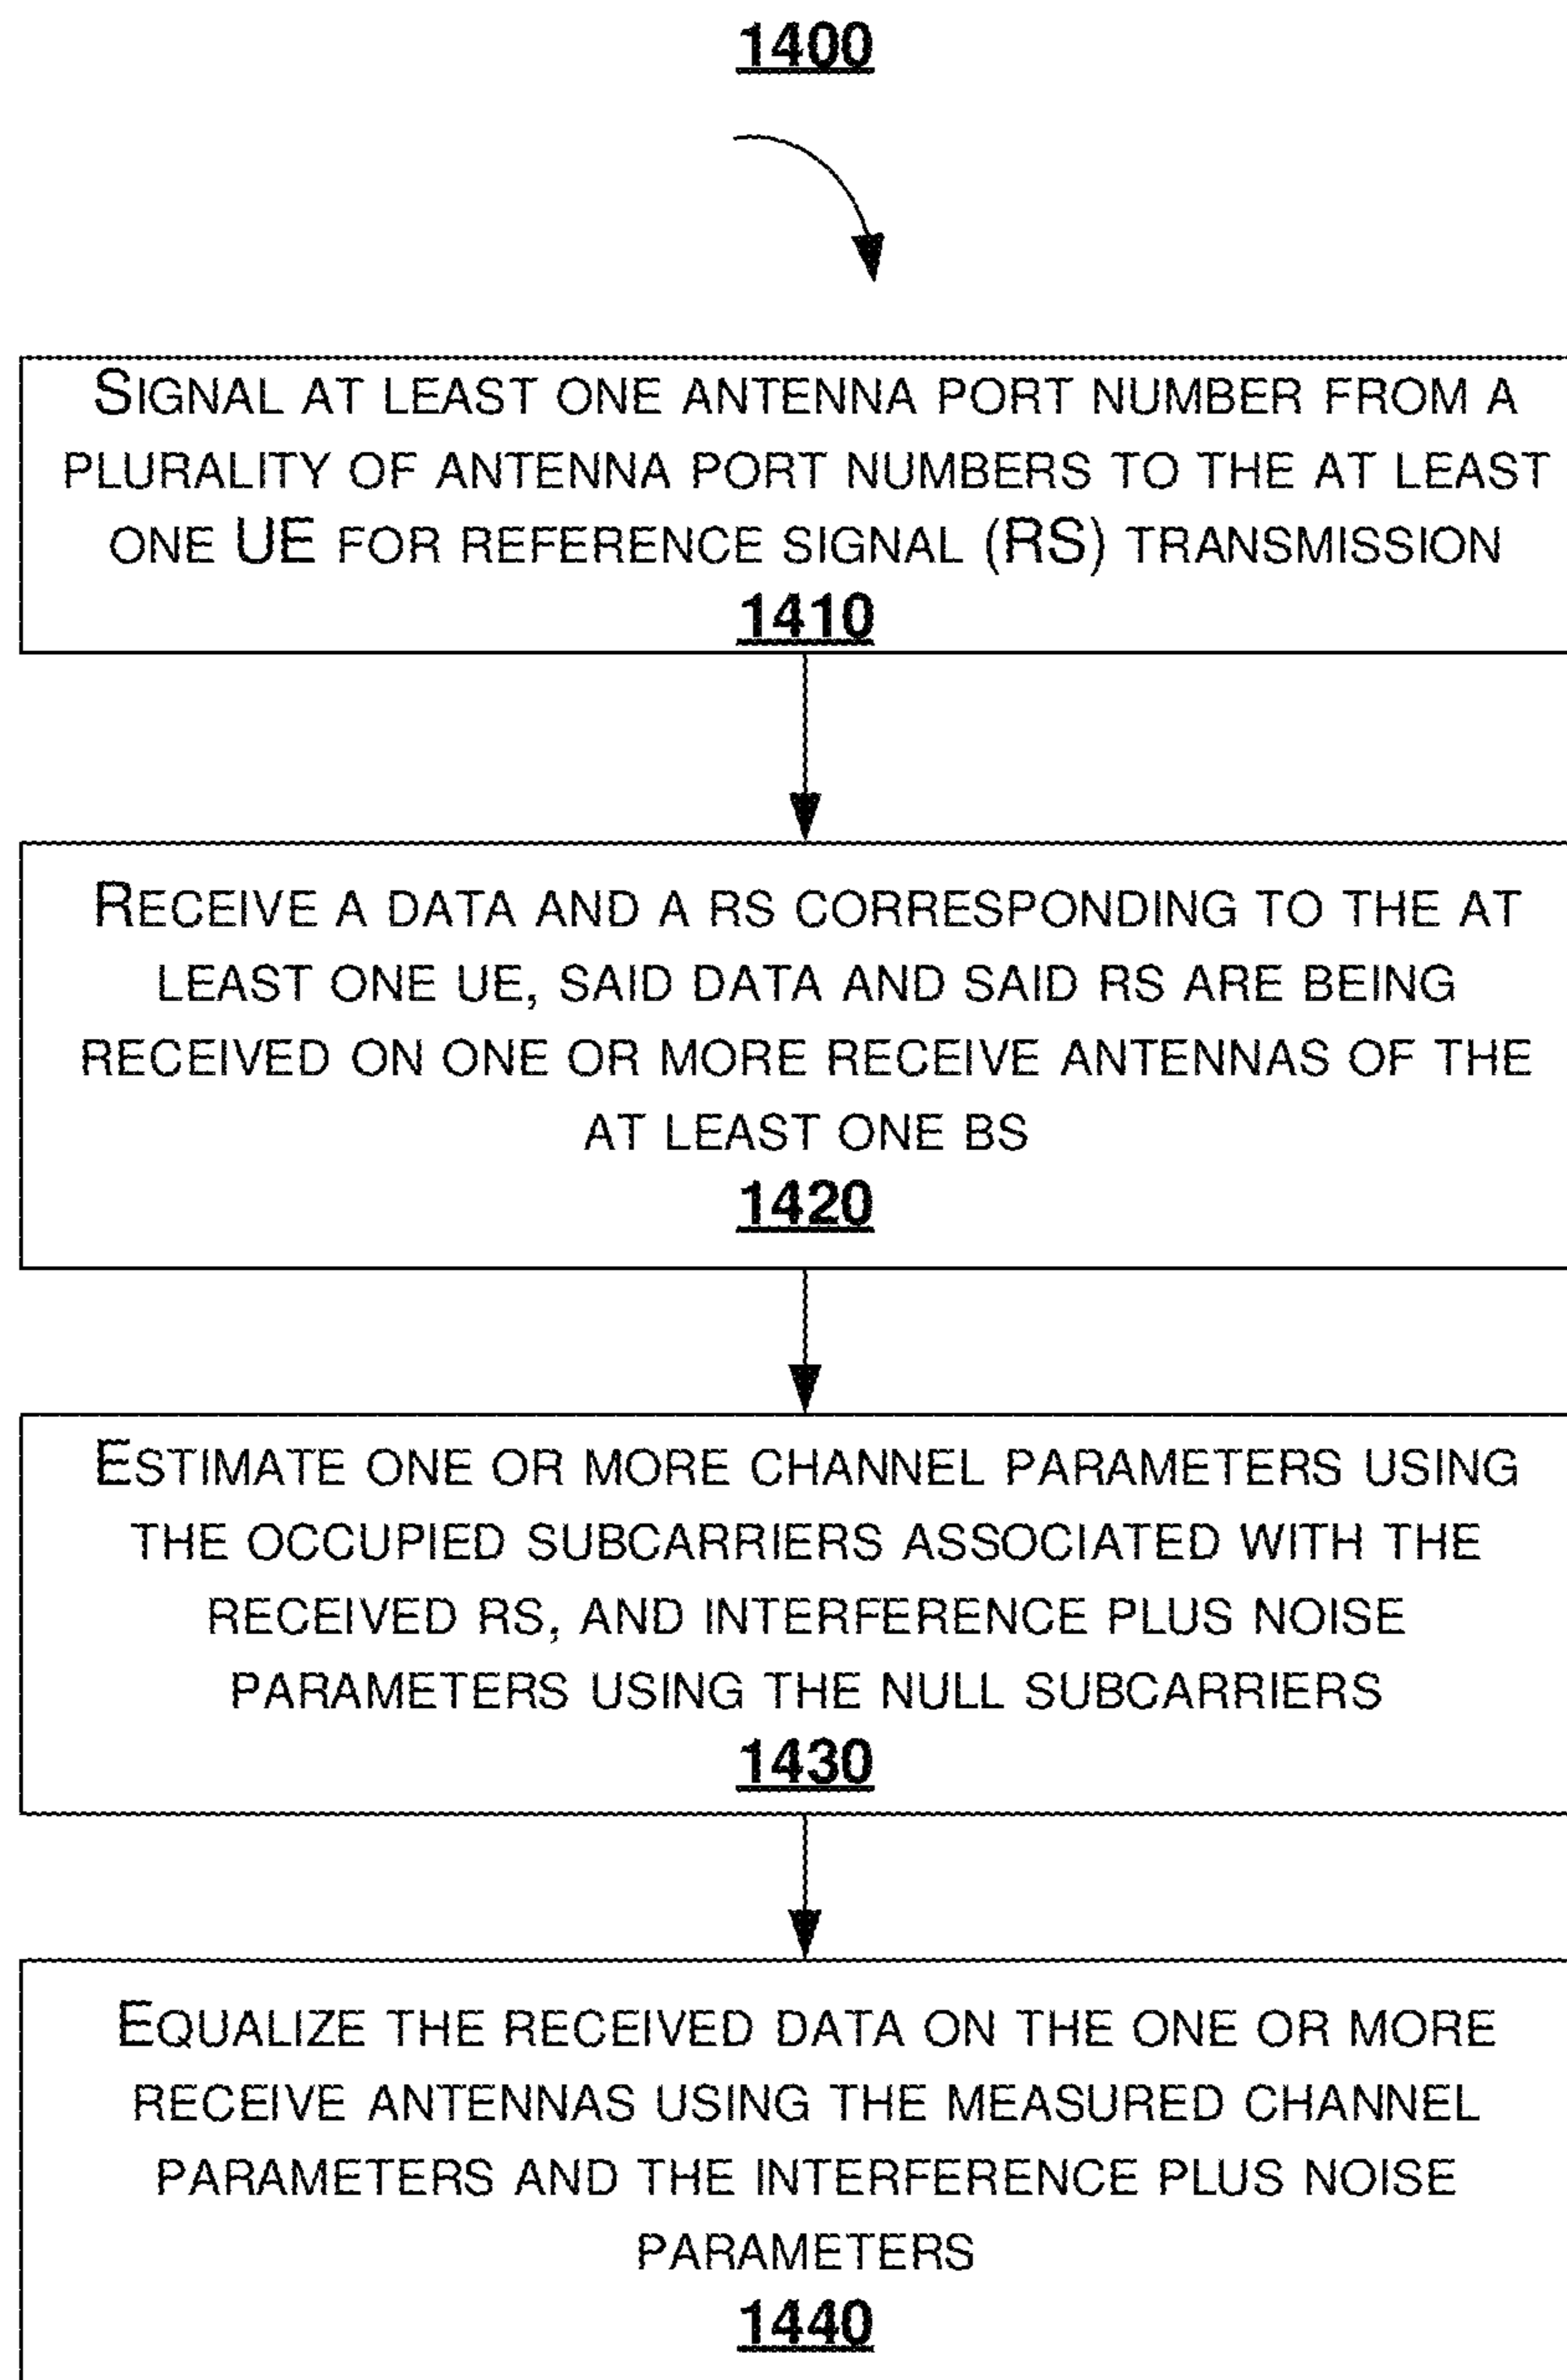 1400
SIGNAL AT LEAST ONE ANTENNA PORT NUMBER FROM A
PLURALITY OF ANTENNA PORT NUMBERS TO THE AT LEAST
ONE UE FOR REFERENCE SIGNAL (RS) TRANSMISSION
1410
RECEIVE A DATA AND A RS CORRESPONDING TO THE AT
LEAST ONE UE, SAID DATA AND SAID RS ARE BEING
RECEIVED ON ONE OR MORE RECEIVE ANTENNAS OF THE
AT LEAST ONE BS
1420
ESTIMATE ONE OR MORE CHANNEL PARAMETERS USING
THE OCCUPIED SUBCARRIERS ASSOCIATED WITH THE
RECEIVED RS, AND INTERFERENCE PLUS NOISE
PARAMETERS USING THE NULL SUBCARRIERS
1430
EQUALIZE THE RECEIVED DATA ON THE ONE OR MORE
RECEIVE ANTENNAS USING THE MEASURED CHANNEL
PARAMETERS AND THE INTERFERENCE PLUS NOISE
PARAMETERS
1440